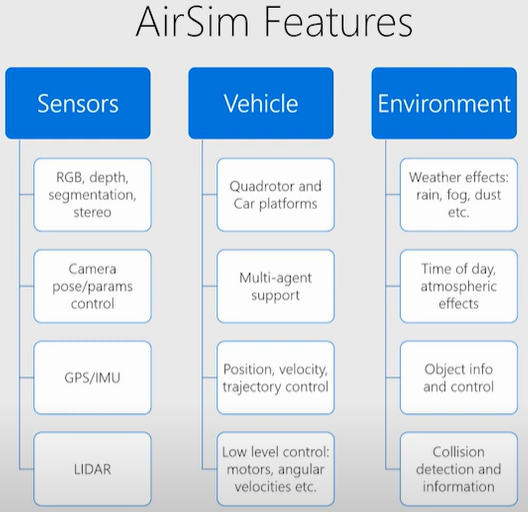 AirSim Features
Sensors
RGB, depth,
segmentation,
stereo
Camera
pose/params
control
GPS/IMU
LIDAR
Vehicle
Quadrotor and
Car platforms
Multi-agent
support
Position, velocity,
trajectory control
Low level control:
motors, angular
velocities etc.
Environment
Weather effects:
rain, fog, dust
etc.
Time of day,
atmospheric
effects
Object info
and control
Collision
detection and
information